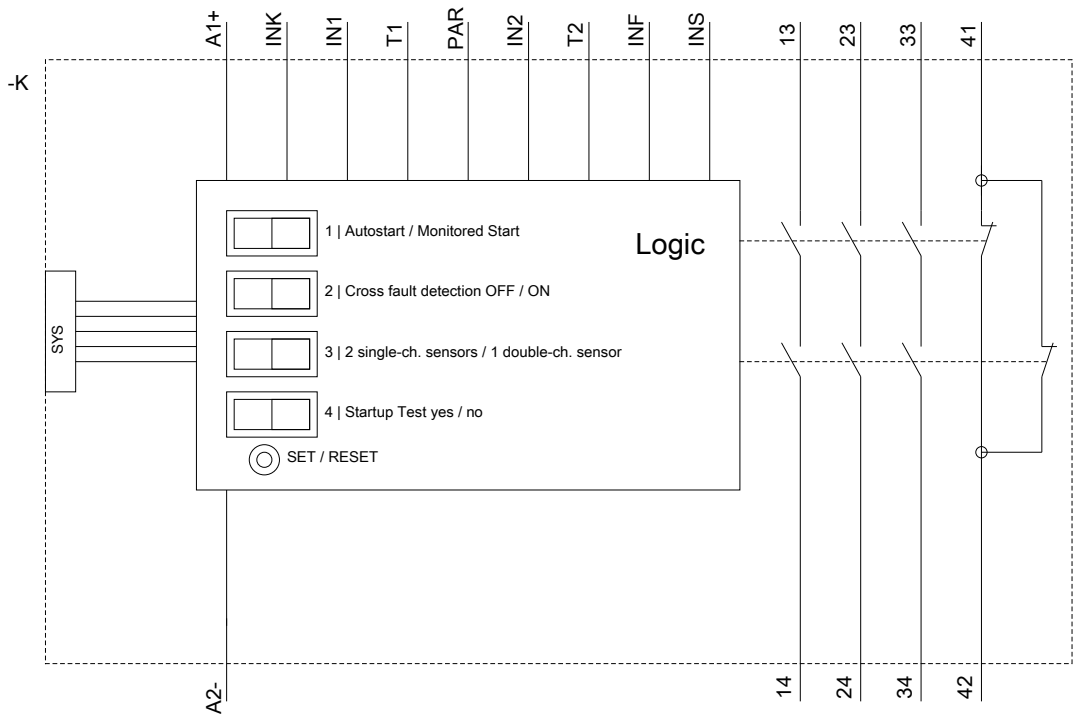 A1+
INK
IN1
T1
PAR
IN2
T2
INF
INS
13
23
33
41
-K
1 | Autostart / Monitored Start
Logic
2 | Cross fault detection OFF / ON
SYS
3 | 2 single-ch. sensors / 1 double-ch. sensor
4 | Startup Test yes / no
SET / RESET
A2-
14
24
34
42